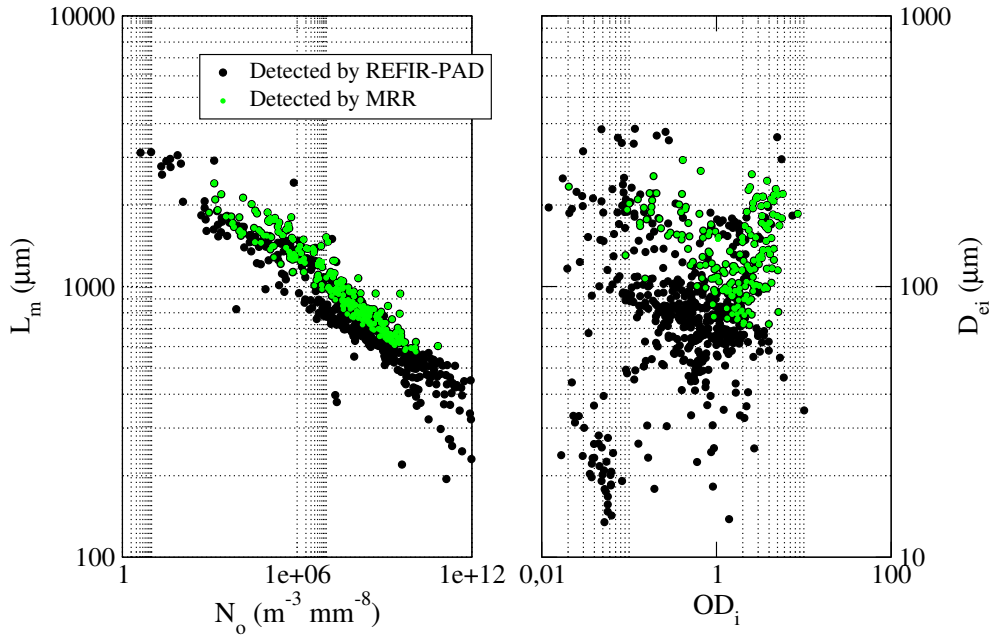 10000
1000
Detected by REFIR-PAD
Detected by MRR
L_m (μm)
1000
100
D_ei (μm)
100
10
1
1e+06
1e+12
0,01
1
100
N_o (m^-3 mm^-8)
OD_i